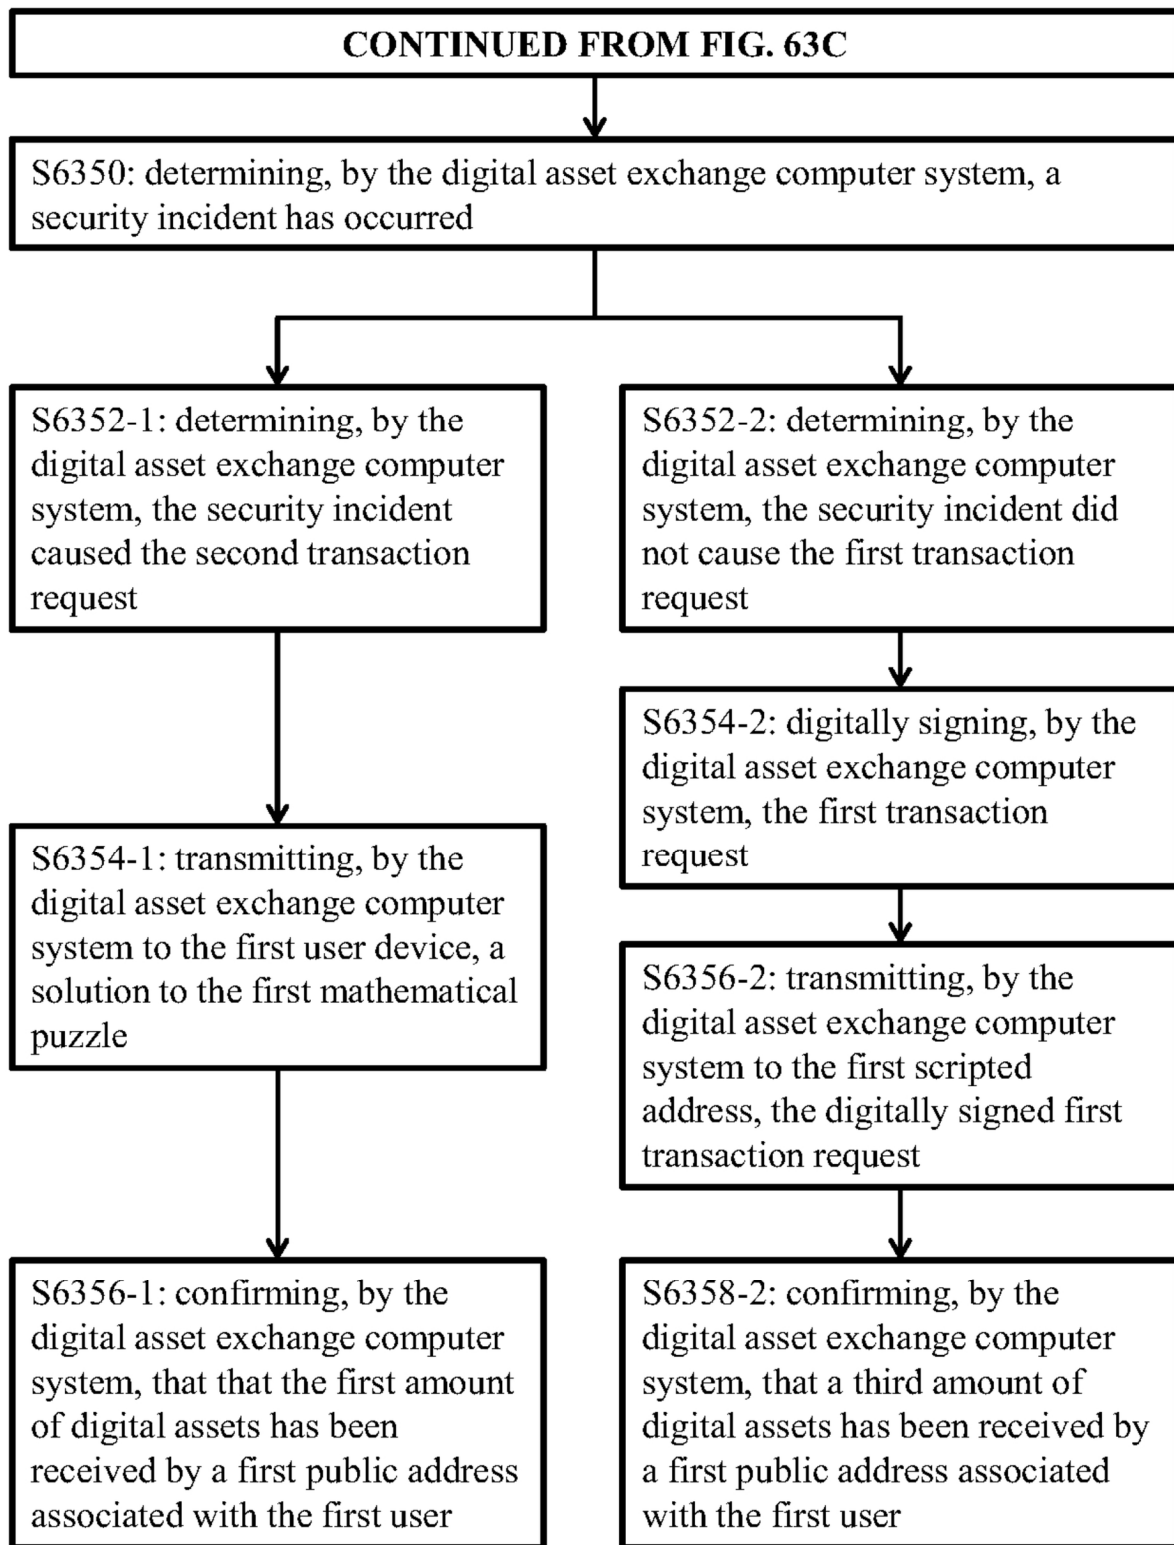 CONTINUED FROM FIG. 63C
S6350: determining, by the digital asset exchange computer system, a
security incident has occurred
S6352-1: determining, by the
digital asset exchange computer
system, the security incident
caused the second transaction
request
S6354-1: transmitting, by the
digital asset exchange computer
system to the first user device, a
solution to the first mathematical
puzzle
S6356-1: confirming, by the
digital asset exchange computer
system, that that the first amount
of digital assets has been
received by a first public address
associated with the first user
S6352-2: determining, by the
digital asset exchange computer
system, the security incident did
not cause the first transaction
request
S6354-2: digitally signing, by the
digital asset exchange computer
system, the first transaction
request
S6356-2: transmitting, by the
digital asset exchange computer
system to the first scripted
address, the digitally signed first
transaction request
S6358-2: confirming, by the
digital asset exchange computer
system, that a third amount of
digital assets has been received by
a first public address associated
with the first user